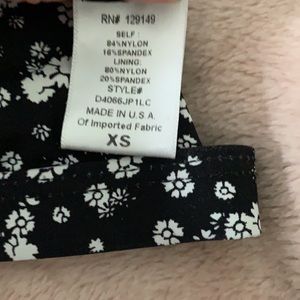 RN# 129149
SELF:
84%NYLON
16%SPANDEX
LINING:
80%NYLON
20%SPANDEX
STYLE#
D4066JP1LC
MADE IN U.S.A.
Of Imported Fabric
XS